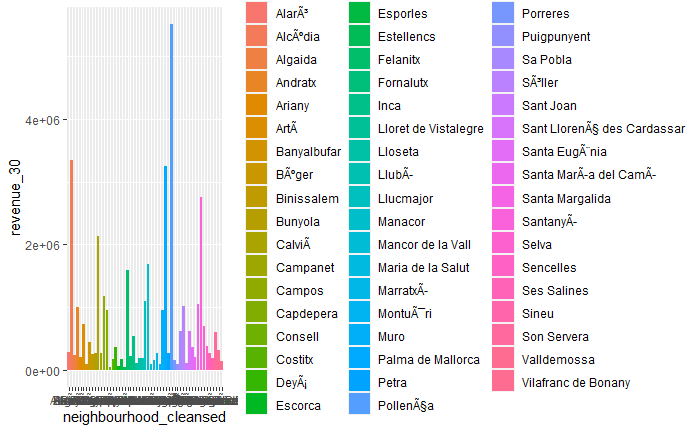 revenue_30
4e+06
2e+06
0e+00
neighbourhood_cleansed
AlarÃ³
AlcÃºdia
Algaida
Andratx
Ariany
ArtÃ
Banyalbufar
BÃºger
Binissalem
Bunyola
CalviÃ
Campanet
Campos
Capdepera
Consell
Costitx
DeyÃ¡
Escorca
Esporles
Estellencs
Felanitx
Fornalutx
Inca
Lloret de Vistalegre
Lloseta
LlubÃ-
Llucmajor
Manacor
Mancor de la Vall
Maria de la Salut
MarratxÃ-
MontuÃ¯ri
Muro
Palma de Mallorca
Petra
PollenÃ§a
Porreres
Puigpunyent
Sa Pobla
SÃ³ller
Sant Joan
Sant LlorenÃ§ des Cardassar
Santa EugÃ¨nia
Santa MarÃ-a del CamÃ-
Santa Margalida
SantanyÃ-
Selva
Sencelles
Ses Salines
Sineu
Son Servera
Valldemossa
Vilafranc de Bonany